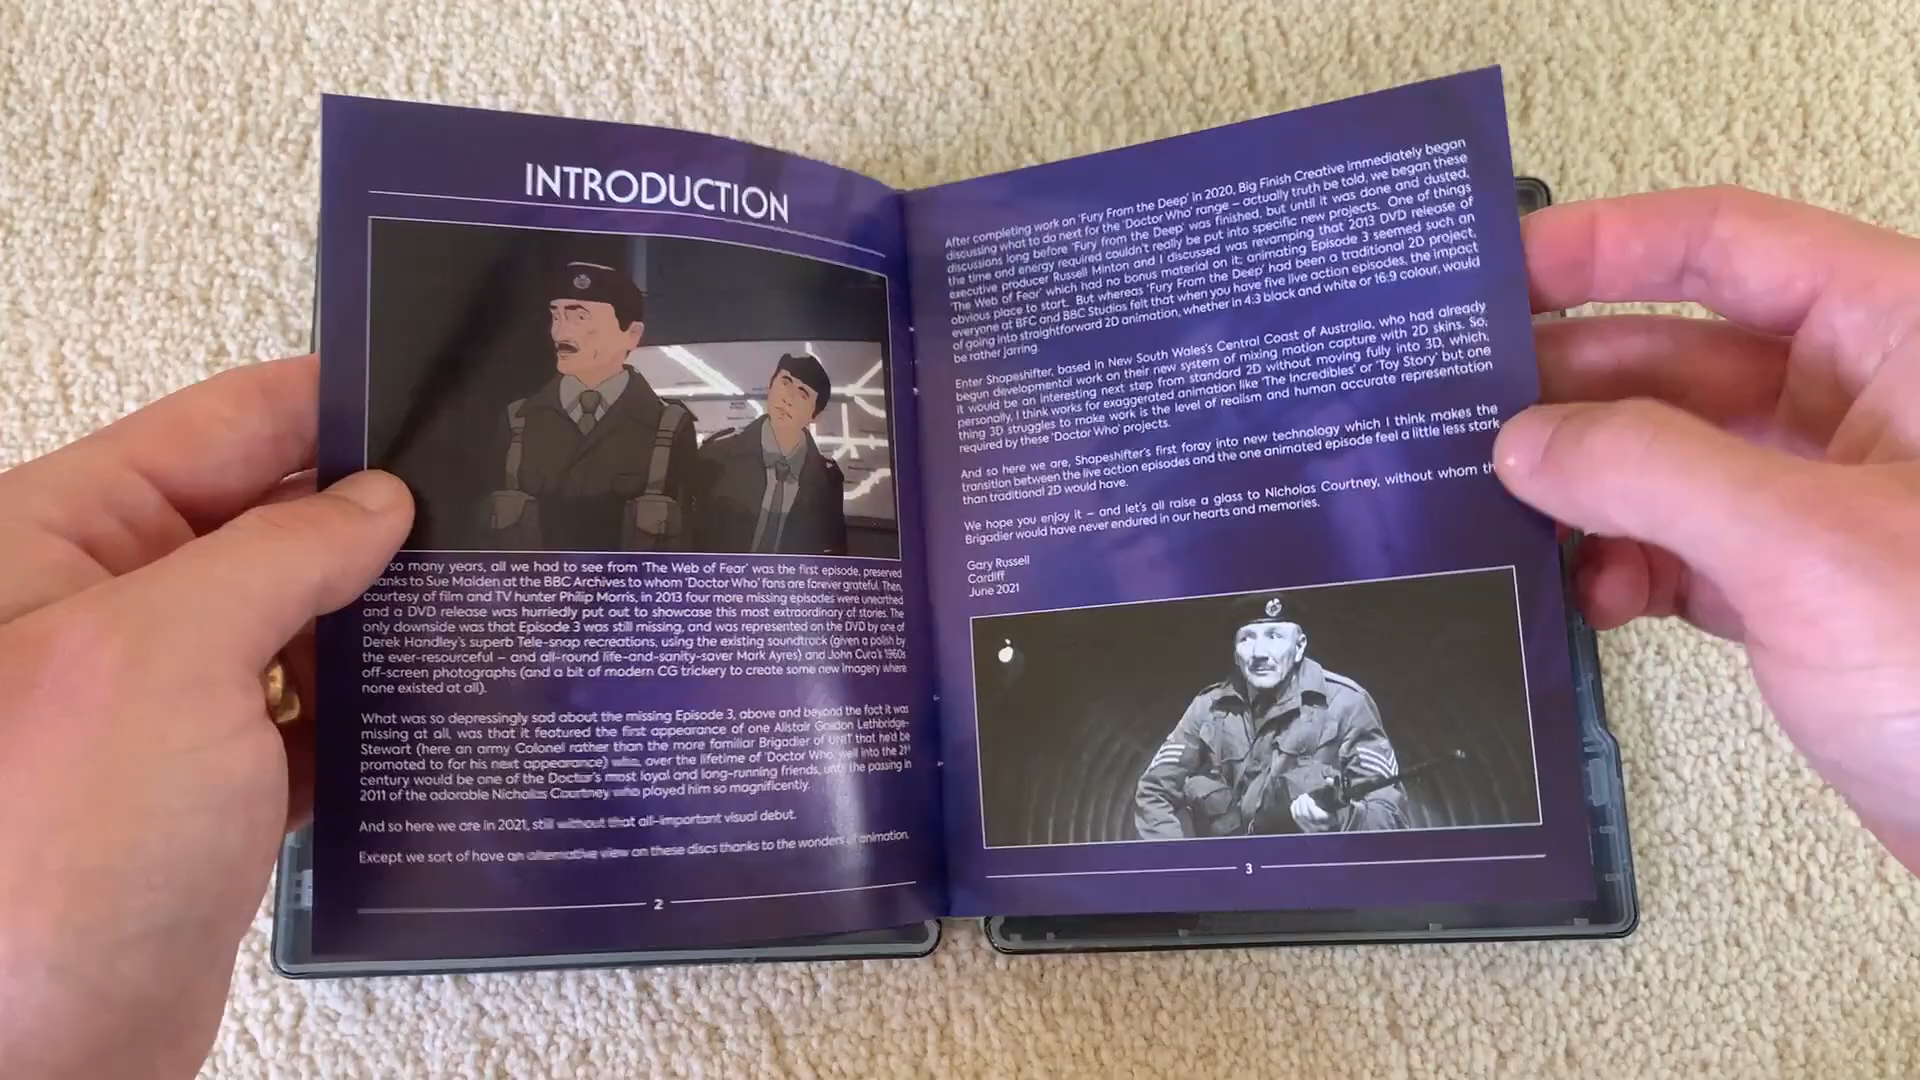 INTRODUCTION
so many years, all we had to see from 'The Web of Fear' was the first episode, preserved
anks to Sue Malden at the BBC Archives to whom 'Doctor Who' fans are forever grateful. Then,
courtesy of film and TV hunter Philip Morris, in 2013 four more missing episodes were unearthed
and a DVD release was hurriedly put out to showcase this most extraordinary of stories. The
only downside was that Episode 3 was still missing, and was represented on the DVD by one of
Derek Handley's superb Tele-snap recreations, using the existing soundtrack (given a polish by
the ever-resourceful – and all-round life-and-sanity-saver Mark Ayres) and John Cura's 1960s
off-screen photographs (and a bit of modern CG trickery to create some new imagery where
none existed at all).
What was so depressingly sad about the missing Episode 3, above and beyond the fact it was
missing at all, was that it featured the first appearance of one Alistair Gordon Lethbridge-
Stewart (here an army Colonel rather than the more familiar Brigadier of UNIT that he'd be
promoted to for his next appearance) who, over the lifetime of 'Doctor Who' well into the 21st
century would be one of the Doctor's most loyal and long-running friends, until the passing in
2011 of the adorable Nicholas Courtney who played him so magnificently.
And so here we are in 2021, still without that all-important visual debut.
Except we sort of have an alternative view on these discs thanks to the wonders of animation.
2
After completing work on 'Fury From the Deep' in 2020, Big Finish Creative immediately began
discussing what to do next for the 'Doctor Who' range – actually truth be told, we began these
discussions long before 'Fury from the Deep' was finished, but until it was done and dusted,
the time and energy required couldn't really be put into specific new projects. One of things
executive producer Russell Minton and I discussed was revamping that 2013 DVD release of
'The Web of Fear' which had no bonus material on it; animating Episode 3 seemed such an
obvious place to start. But whereas 'Fury From the Deep' had been a traditional 2D project,
everyone at BFC and BBC Studios felt that when you have five live action episodes, the impact
of going into straightforward 2D animation, whether in 4:3 black and white or 16:9 colour, would
be rather jarring.
Enter Shapeshifter, based in New South Wales's Central Coast of Australia, who had already
begun developmental work on their new system of mixing motion capture with 2D skins. So,
it would be an interesting next step from standard 2D without moving fully into 3D, which,
personally, I think works for exaggerated animation like 'The Incredibles' or 'Toy Story' but one
thing 3D struggles to make work is the level of realism and human accurate representation
required by these 'Doctor Who' projects.
And so here we are, Shapeshifter's first foray into new technology which I think makes the
transition between the live action episodes and the one animated episode feel a little less stark
than traditional 2D would have.
We hope you enjoy it – and let's all raise a glass to Nicholas Courtney, without whom th
Brigadier would have never endured in our hearts and memories.
Gary Russell
Cardiff
June 2021
3